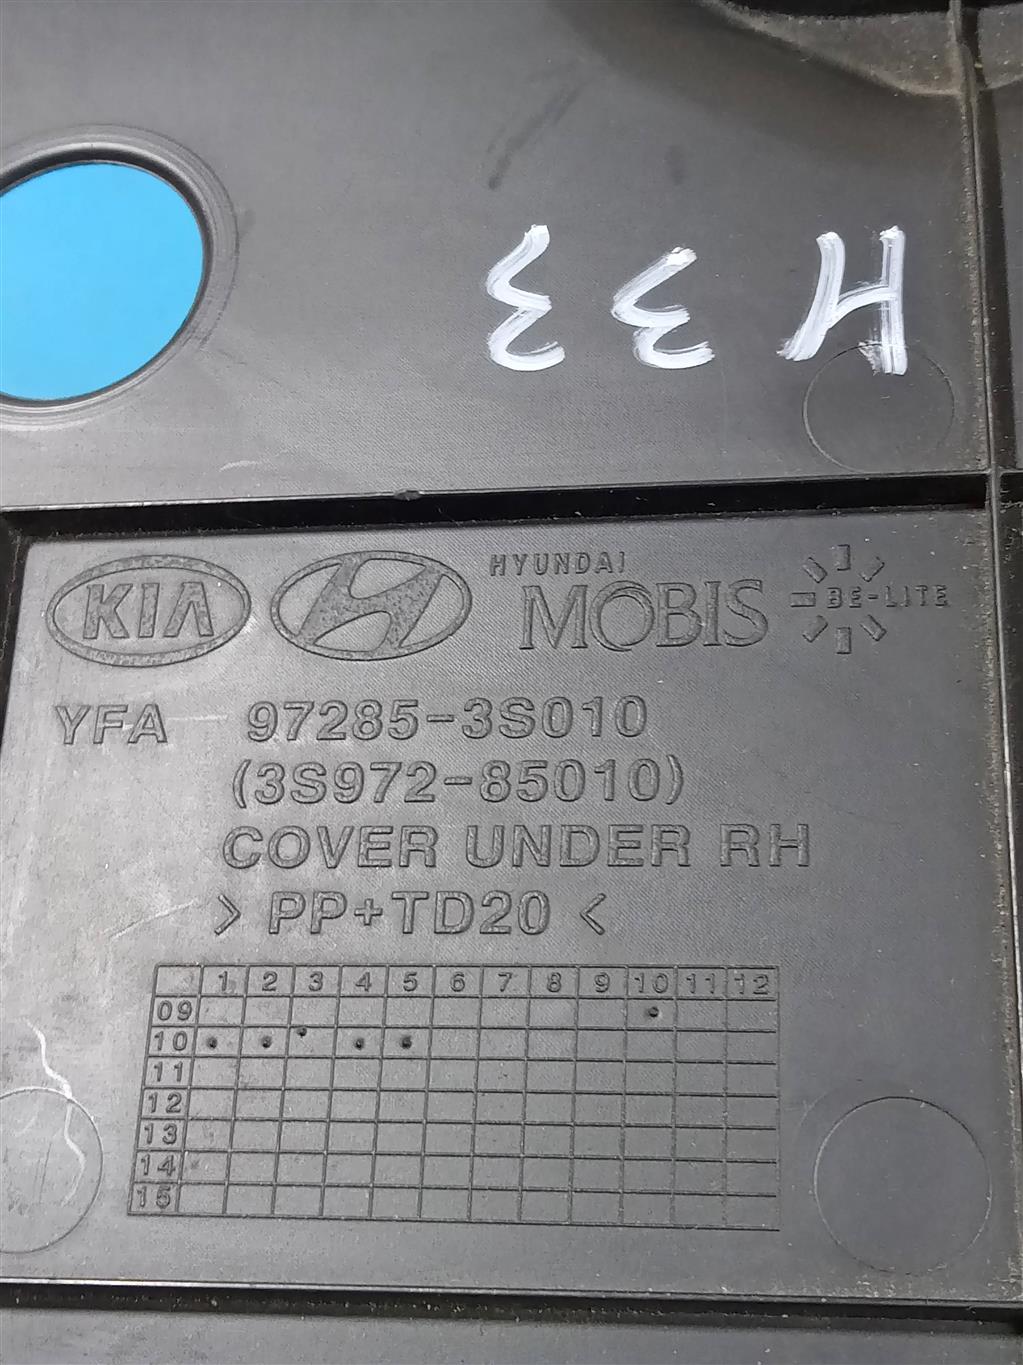 H 33
KIA HYUNDAI
MOBIS BE-LITE
YFA 97285-3S010
(3S972-85010)
COVER UNDER RH
> PP+TD20 <
1 2 3 4 5 6 7 8 9 10 11 12
09
10
11
12
13
14
15